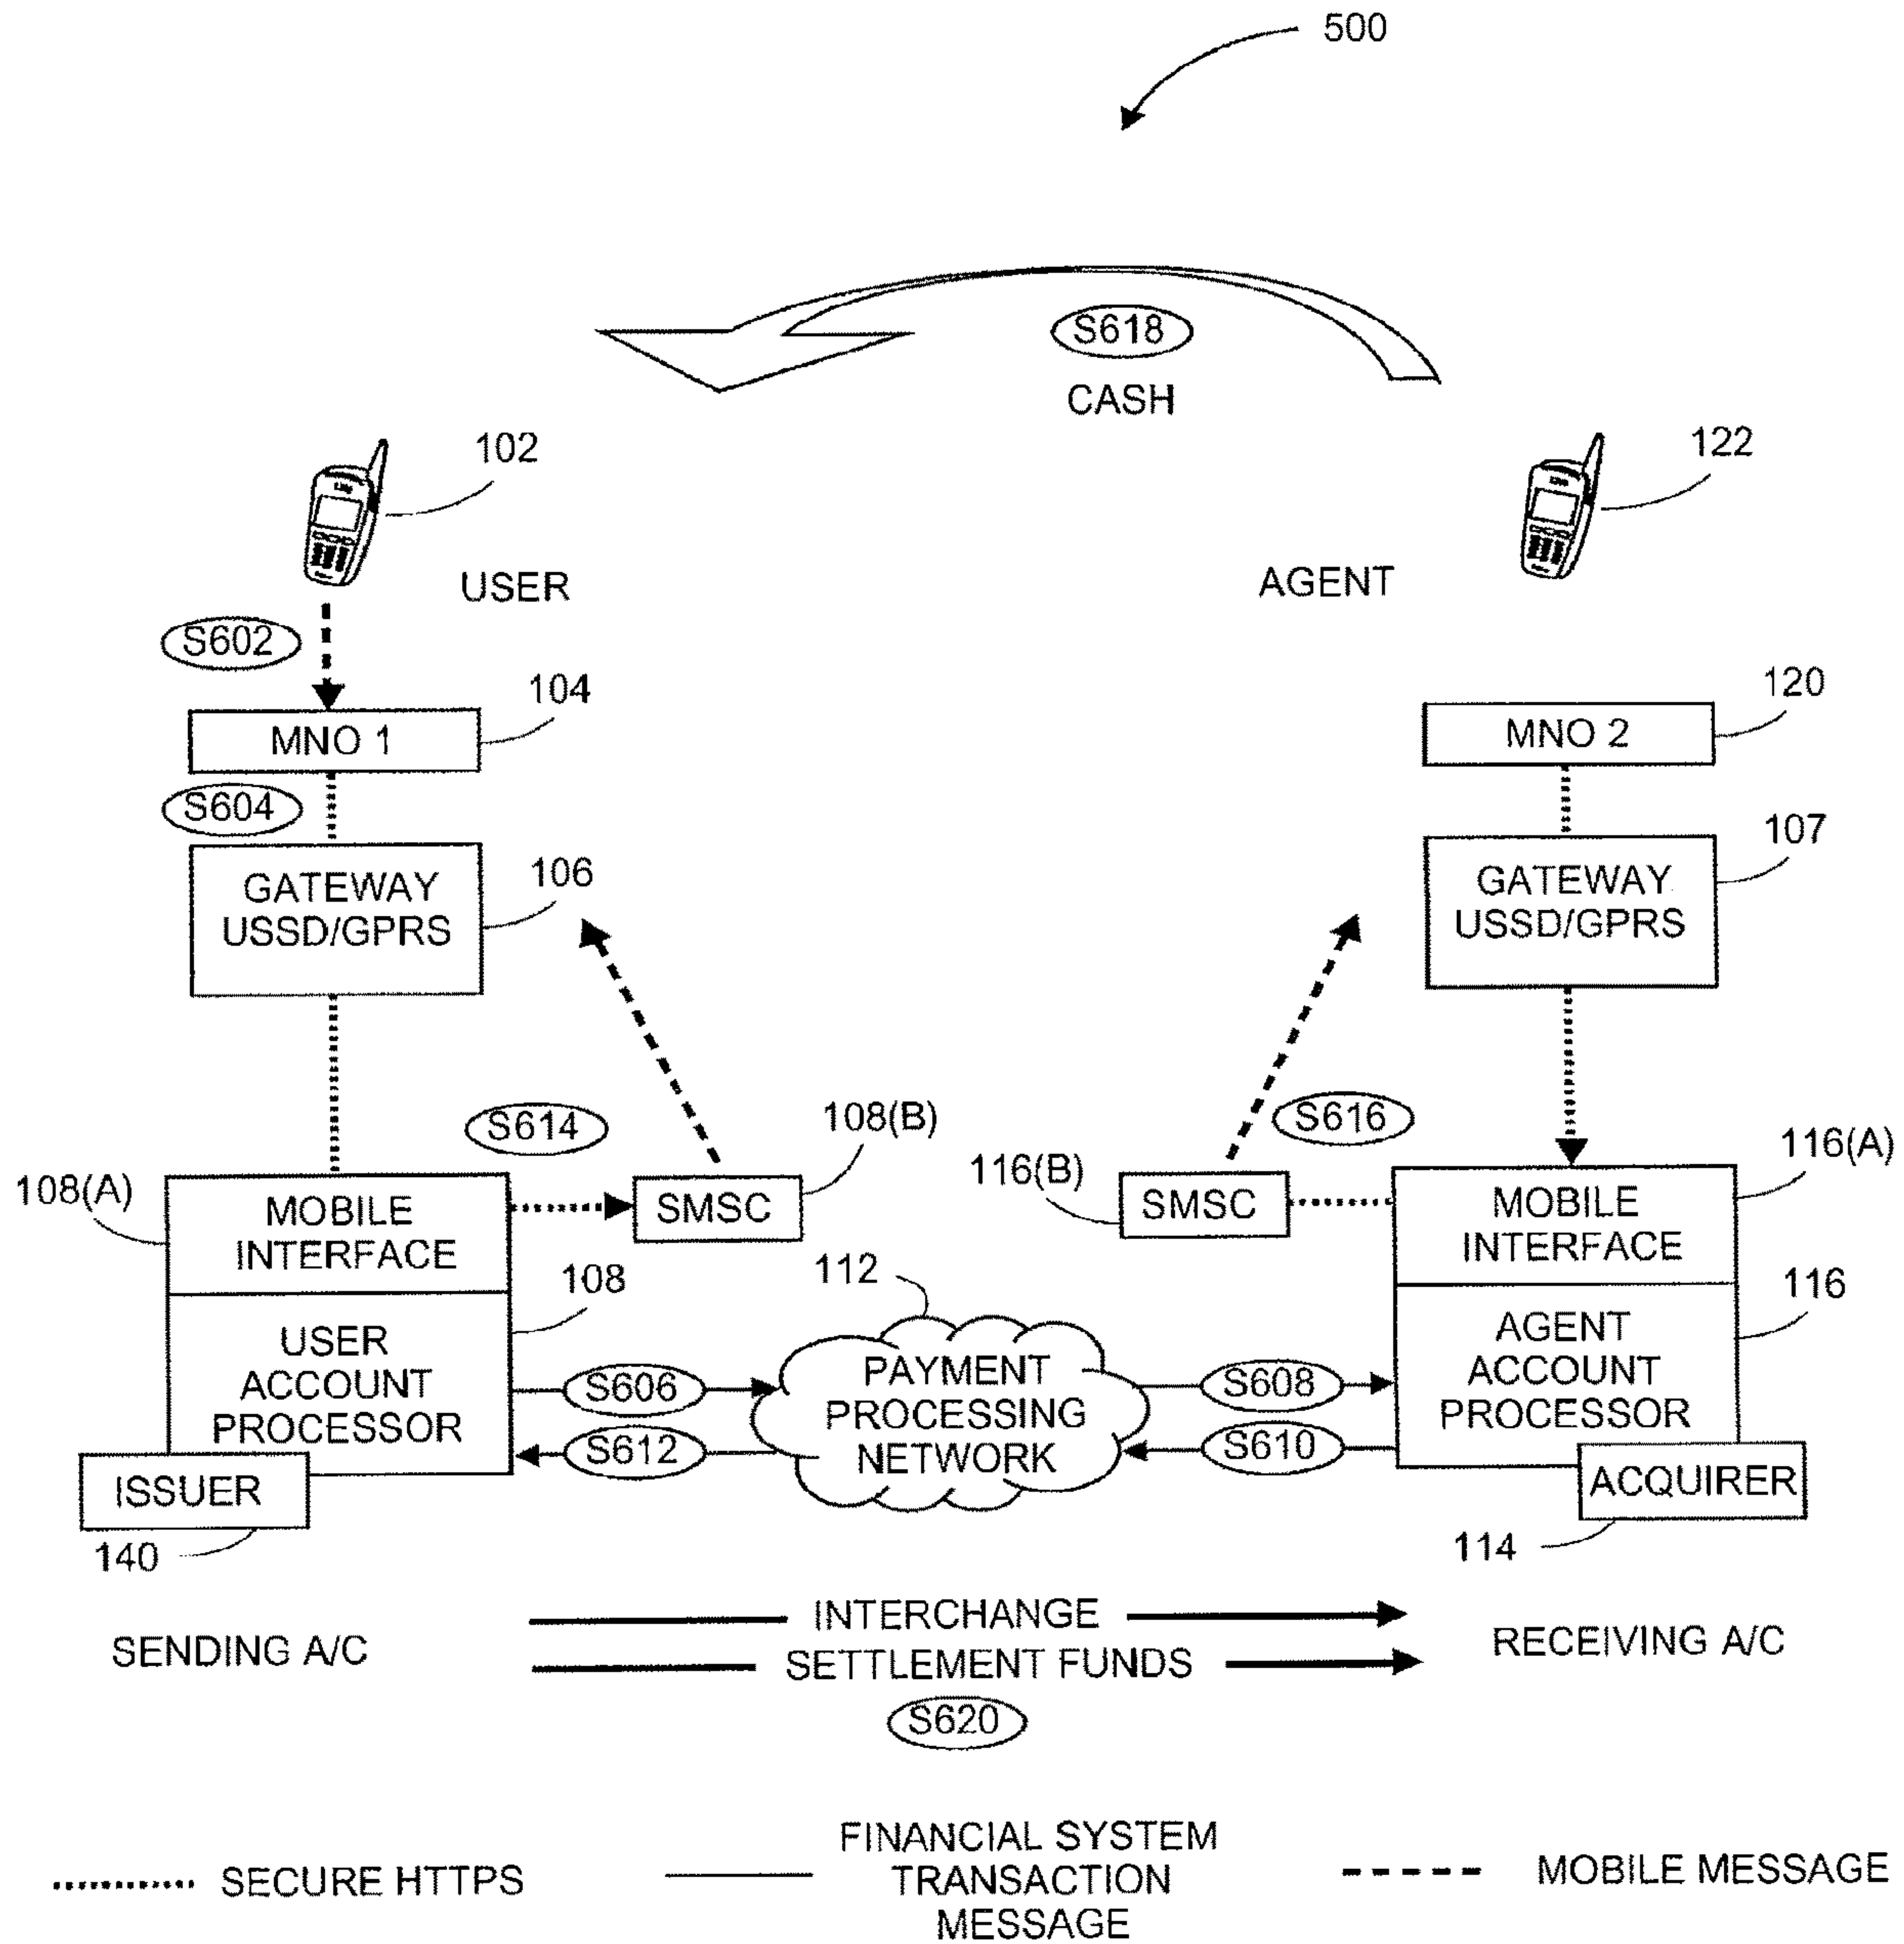 500
S618
CASH
102
122
USER
AGENT
S602
104
120
MNO 1
MNO 2
S604
106
107
GATEWAY
USSD/GPRS
GATEWAY
USSD/GPRS
S614
S616
108(B)
116(B)
108(A)
116(A)
MOBILE
INTERFACE
SMSC
SMSC
MOBILE
INTERFACE
108
112
116
USER
ACCOUNT
PROCESSOR
S606
S612
PAYMENT
PROCESSING
NETWORK
S608
S610
AGENT
ACCOUNT
PROCESSOR
ISSUER
ACQUIRER
140
114
SENDING A/C
INTERCHANGE
SETTLEMENT FUNDS
RECEIVING A/C
S620
SECURE HTTPS
FINANCIAL SYSTEM
TRANSACTION
MESSAGE
MOBILE MESSAGE